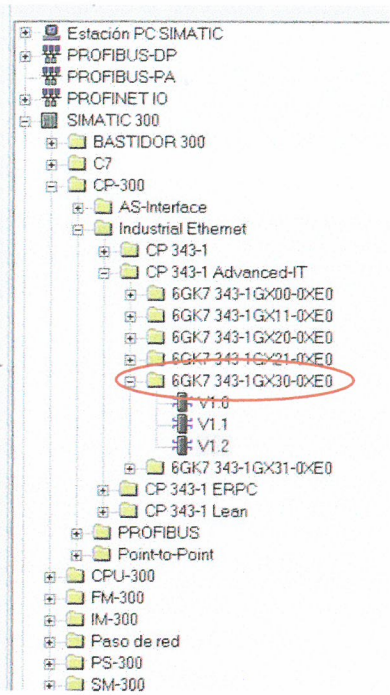 Estación PC SIMATIC
PROFIBUS-DP
PROFIBUS-PA
PROFINET IO
SIMATIC 300
BASTIDOR 300
C7
CP-300
AS-Interface
Industrial Ethernet
CP 343-1
CP 343-1 Advanced-IT
6GK7 343-1GX00-0XE0
6GK7 343-1GX11-0XE0
6GK7 343-1GX20-0XE0
6GK7 343-1GX21-0XE0
6GK7 343-1GX30-0XE0
V1.0
V1.1
V1.2
6GK7 343-1GX31-0XE0
CP 343-1 ERPC
CP 343-1 Lean
PROFIBUS
Point-to-Point
CPU-300
FM-300
IM-300
Paso de red
PS-300
SM-300